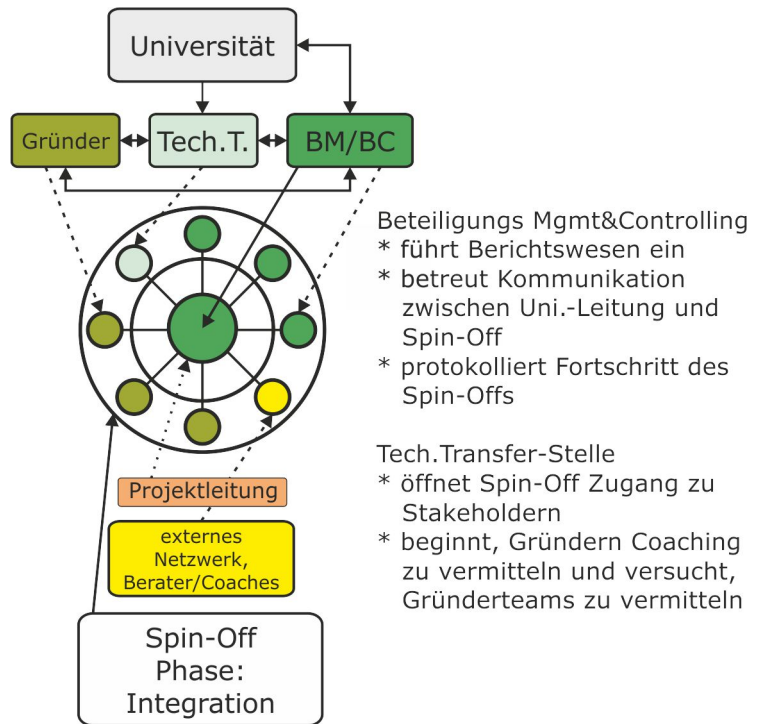 Universität
Gründer
Tech.T.
BM/BC
Beteiligungs Mgmt&Controlling
* führt Berichtswesen ein
* betreut Kommunikation
zwischen Uni.-Leitung und
Spin-Off
* protokolliert Fortschritt des
Spin-Offs
Tech.Transfer-Stelle
* öffnet Spin-Off Zugang zu
Stakeholdern
* beginnt, Gründern Coaching
zu vermitteln und versucht,
Gründerteams zu vermitteln
Projektleitung
externes
Netzwerk,
Berater/Coaches
Spin-Off
Phase:
Integration